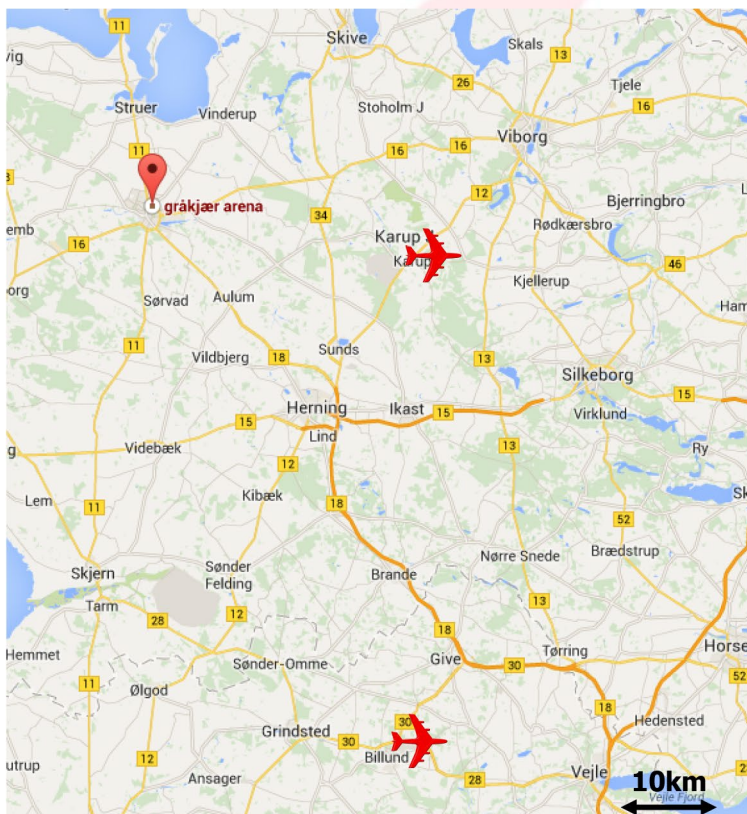 11
Skive
Skals
13
vig
26
Tjele
Struer
Vinderup
Stoholm J
16
16
Viborg
11
16
16
12
gråkjær arena
34
Bjerringbro
emb
Karup
Rødkærsbro
16
Karup
46
org
Kjellerup
Sørvad
Aulum
Ham
11
Sunds
Vildbjerg
18
13
Silkeborg
15
Herning
Ikast
15
15
Virklund
Lind
Videbæk
13
Ry
g
12
Kibæk
Lem
11
18
Sk
52
Nørre Snede
Brædstrup
Skjern
Sønder
Felding
Brande
Tarm
12
13
28
18
Hemmet
Tørring
Horse
Sønder-Omme
Give
30
52
11
Ølgod
18
Hedensted
30
Grindsted
30
12
Billund
utrup
Ansager
28
Vejle
10km
23
Vejle Fjord